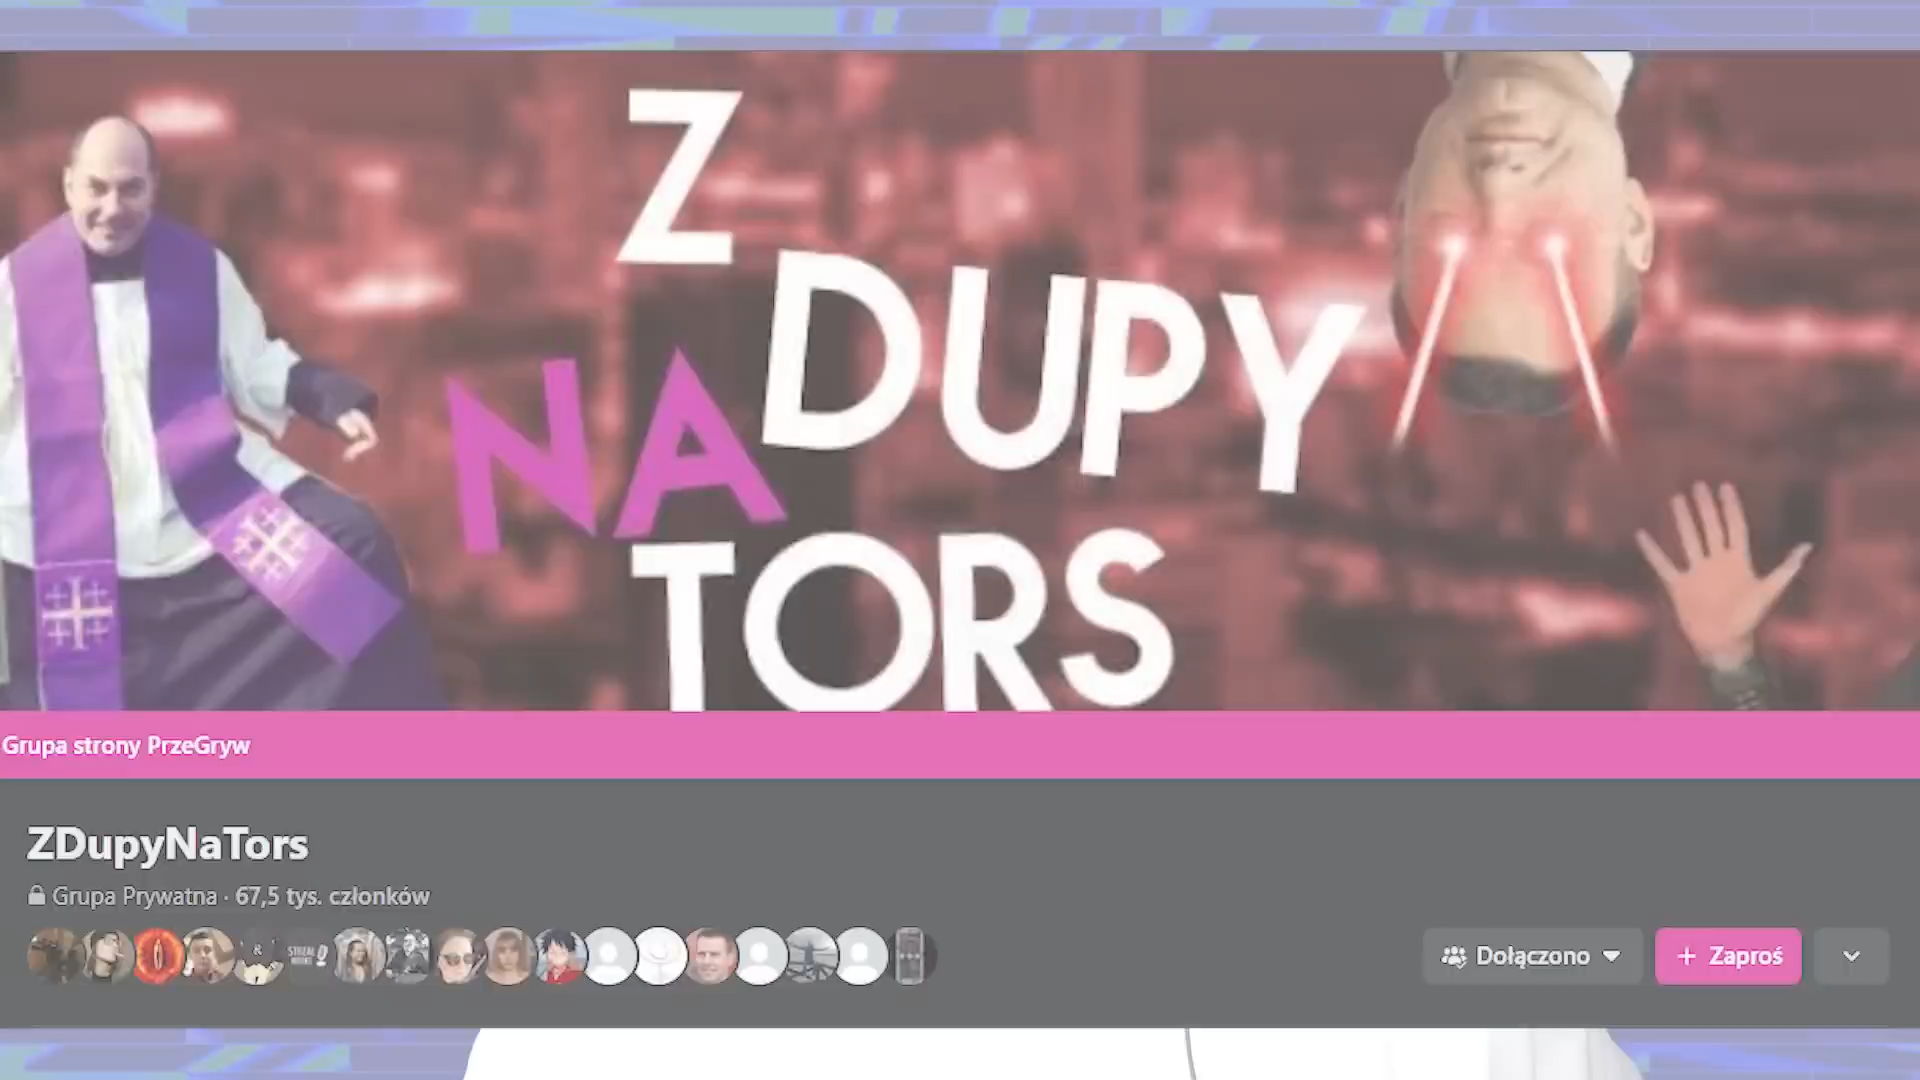 Z
DUPY
NA
TORS
Grupa strony PrzeGryw
ZDupyNaTors
Grupa Prywatna · 67,5 tys. członków
R
Dołączono
+ Zaproś